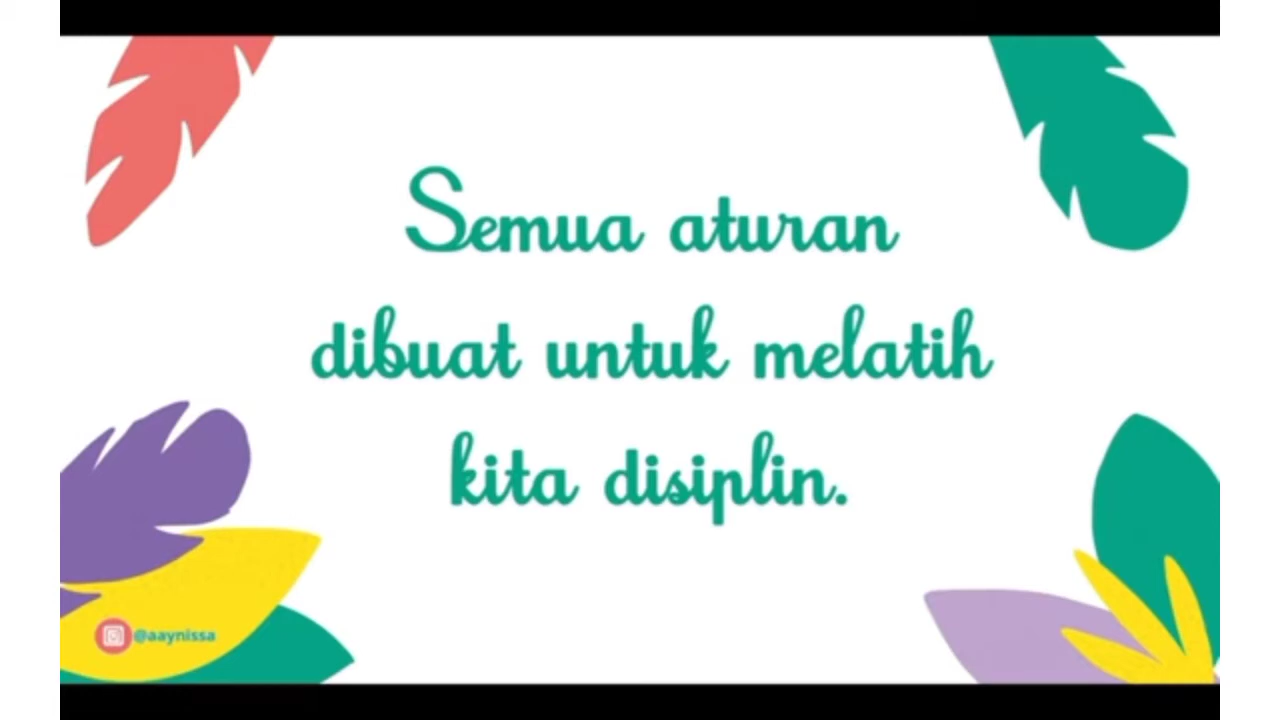 Semua aturan
dibuat untuk melatih
kita disiplin.
@aaynissa